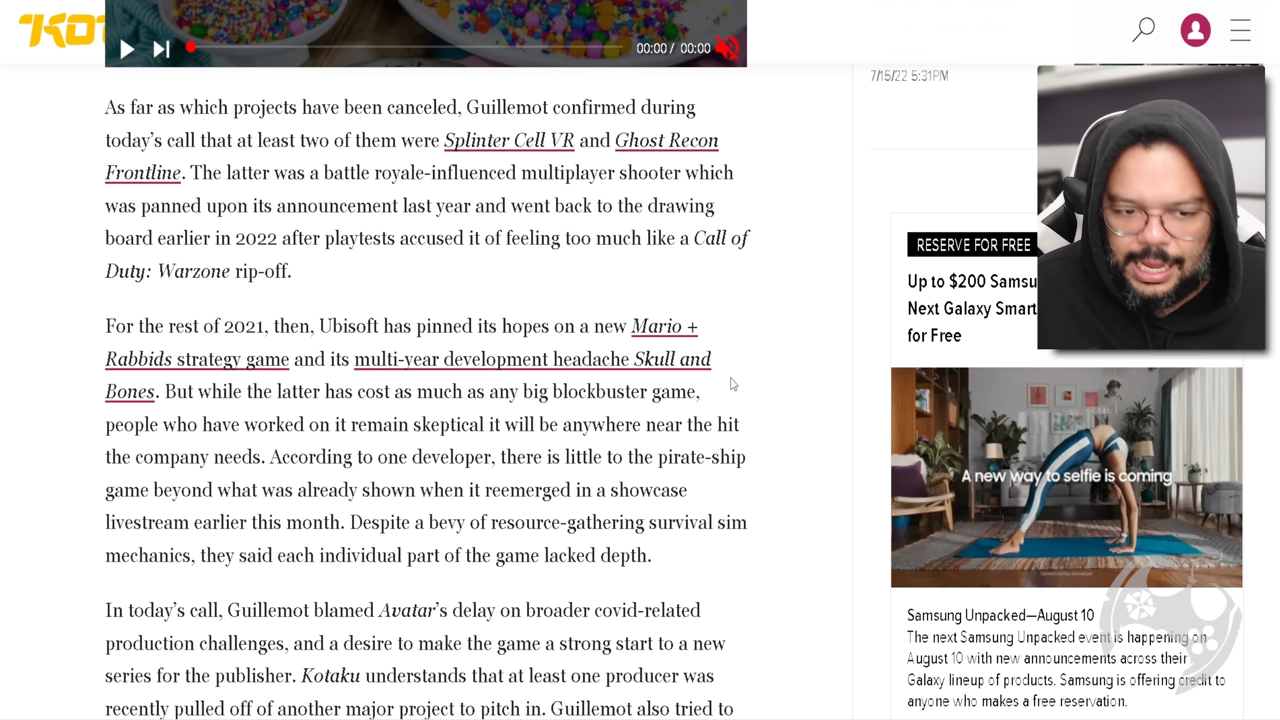 00:00 / 00:00
As far as which projects have been canceled, Guillemot confirmed during
today's call that at least two of them were Splinter Cell VR and Ghost Recon
Frontline. The latter was a battle royale-influenced multiplayer shooter which
was panned upon its announcement last year and went back to the drawing
board earlier in 2022 after playtests accused it of feeling too much like a Call of
Duty: Warzone rip-off.
For the rest of 2021, then, Ubisoft has pinned its hopes on a new Mario +
Rabbids strategy game and its multi-year development headache Skull and
Bones. But while the latter has cost as much as any big blockbuster game,
people who have worked on it remain skeptical it will be anywhere near the hit
the company needs. According to one developer, there is little to the pirate-ship
game beyond what was already shown when it reemerged in a showcase
livestream earlier this month. Despite a bevy of resource-gathering survival sim
mechanics, they said each individual part of the game lacked depth.
In today's call, Guillemot blamed Avatar's delay on broader covid-related
production challenges, and a desire to make the game a strong start to a new
series for the publisher. Kotaku understands that at least one producer was
recently pulled off of another major project to pitch in. Guillemot also tried to
7/15/22 5:31PM
RESERVE FOR FREE
Up to $200 Samsu
Next Galaxy Smart
for Free
A new way to selfie is coming
Samsung Unpacked—August 10
The next Samsung Unpacked event is happening on
August 10 with new announcements across their
Galaxy lineup of products. Samsung is offering credit to
anyone who makes a free reservation.